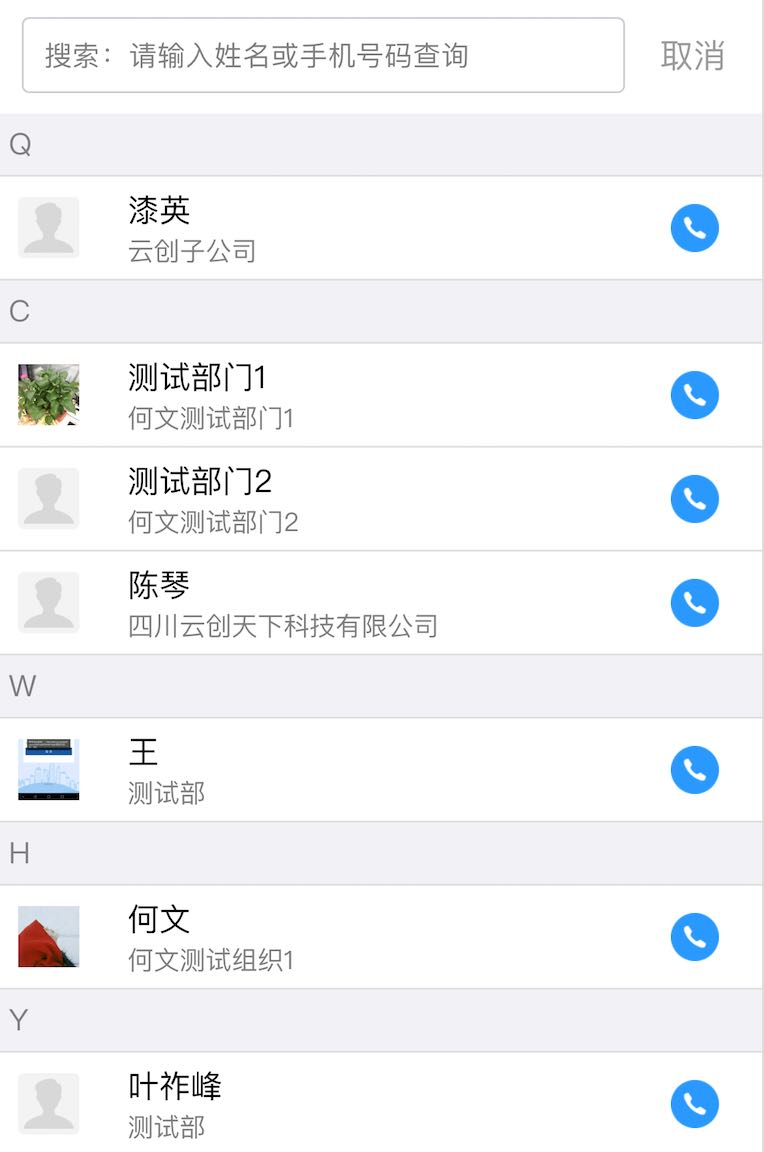 搜索：请输入姓名或手机号码查询
取消
Q
漆英
云创子公司
C
测试部门1
何文测试部门1
测试部门2
何文测试部门2
陈琴
四川云创天下科技有限公司
W
王
测试部
H
何文
何文测试组织1
Y
叶祚峰
测试部